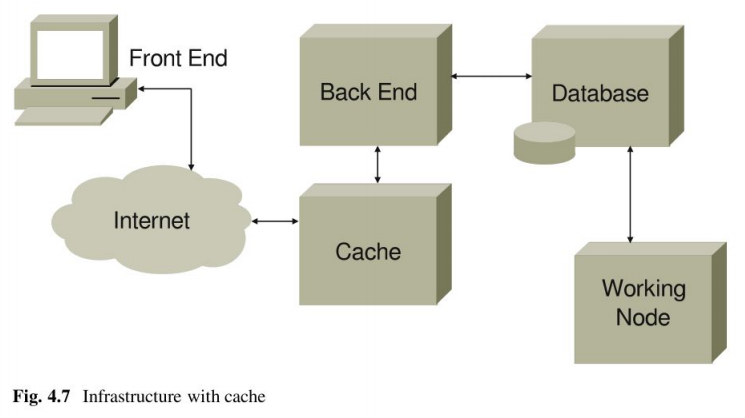 Front End
Back End
Database
Internet
Cache
Working
Node
Fig. 4.7 Infrastructure with cache